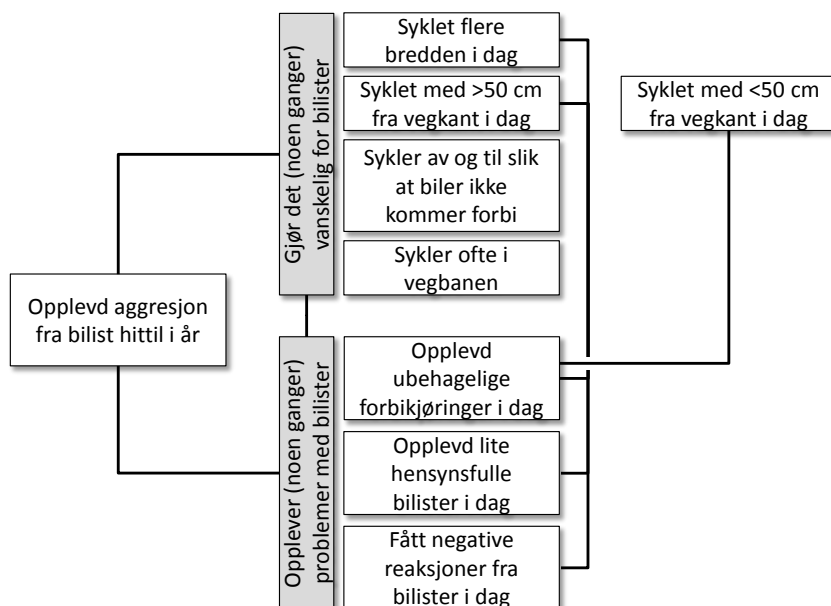 Gjør det (noen ganger)
vanskelig for bilister
Syklet flere
bredden i dag
Syklet med >50 cm
fra vegkant i dag
Sykler av og til slik
at biler ikke
kommer forbi
Sykler ofte i
vegbanen
Syklet med <50 cm
fra vegkant i dag
Opplevd aggresjon
fra bilist hittil i år
Opplever (noen ganger)
problemer med bilister
Opplevd
ubehagelige
forbikjøringer i dag
Opplevd lite
hensynsfulle
bilister i dag
Fått negative
reaksjoner fra
bilister i dag